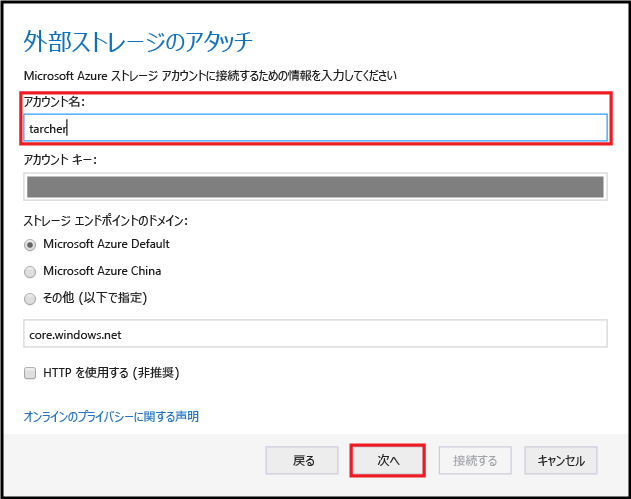 外部ストレージのアタッチ
Microsoft Azure ストレージ アカウントに接続するための情報を入力してください
アカウント名:
tarcher
アカウント キー:
ストレージ エンドポイントのドメイン:
Microsoft Azure Default
Microsoft Azure China
その他 (以下で指定)
core.windows.net
HTTP を使用する (非推奨)
オンラインのプライバシーに関する声明
戻る 次へ 接続する キャンセル